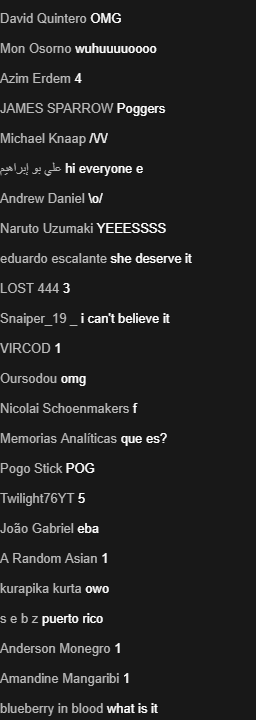 David Quintero OMG
Mon Osorno wuhuuuuoooo
Azim Erdem 4
JAMES SPARROW Poggers
Michael Knaap /\/\/
علي بو إبراهيم hi everyone e
Andrew Daniel \o/
Naruto Uzumaki YEEESSSS
eduardo escalante she deserve it
LOST 444 3
Snaiper_19 _ i can't believe it
VIRCOD 1
Oursodou omg
Nicolai Schoenmakers f
Memorias Analíticas que es?
Pogo Stick POG
Twilight76YT 5
João Gabriel eba
A Random Asian 1
kurapika kurta owo
s e b z puerto rico
Anderson Monegro 1
Amandine Mangaribi 1
blueberry in blood what is it